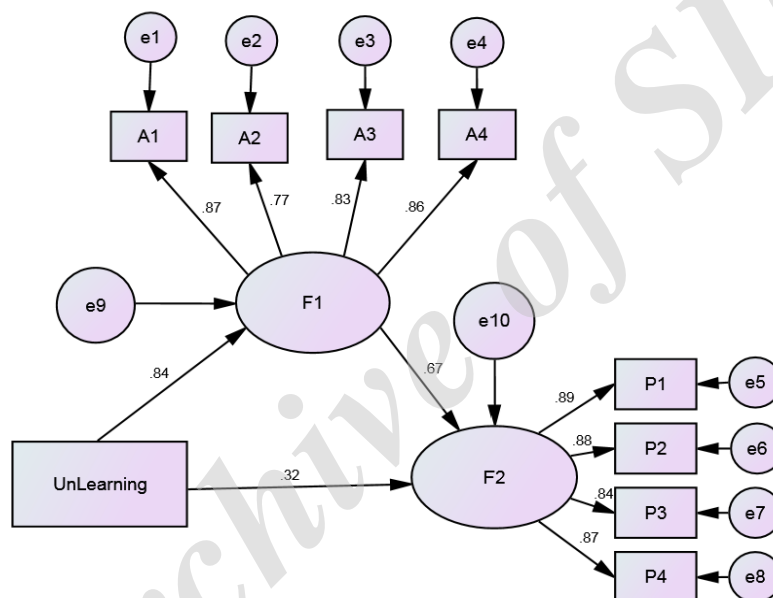 e1
e2
e3
e4
A1
A2
A3
A4
.87
.77
.83
.86
e9
F1
e10
.84
.67
UnLearning
.32
F2
.89
.88
.84
.87
P1
e5
P2
e6
P3
e7
P4
e8